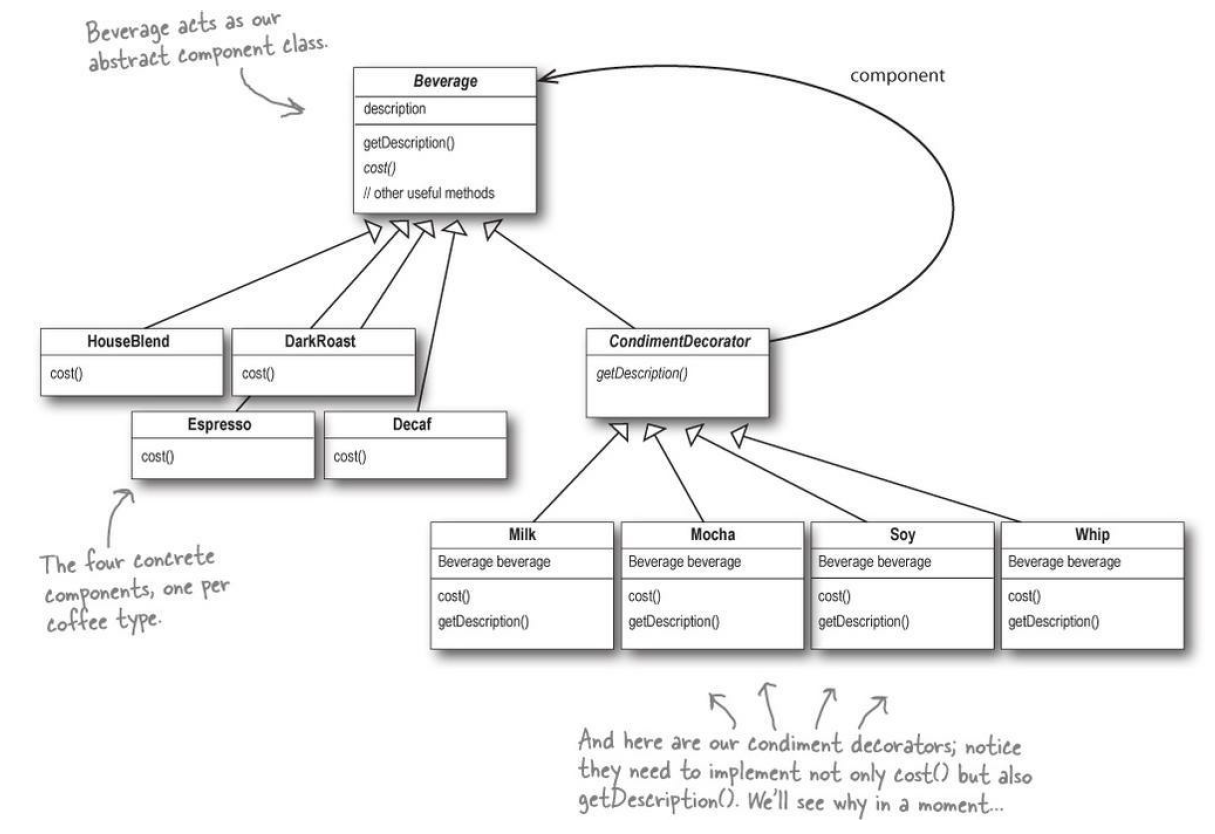 Beverage acts as our
abstract component class.
Beverage
description
getDescription()
cost()
// other useful methods
component
HouseBlend
cost()
DarkRoast
cost()
Espresso
cost()
Decaf
cost()
CondimentDecorator
getDescription()
The four concrete
components, one per
coffee type.
Milk
Beverage beverage
cost()
getDescription()
Mocha
Beverage beverage
cost()
getDescription()
Soy
Beverage beverage
cost()
getDescription()
Whip
Beverage beverage
cost()
getDescription()
And here are our condiment decorators; notice
they need to implement not only cost() but also
getDescription(). We'll see why in a moment...